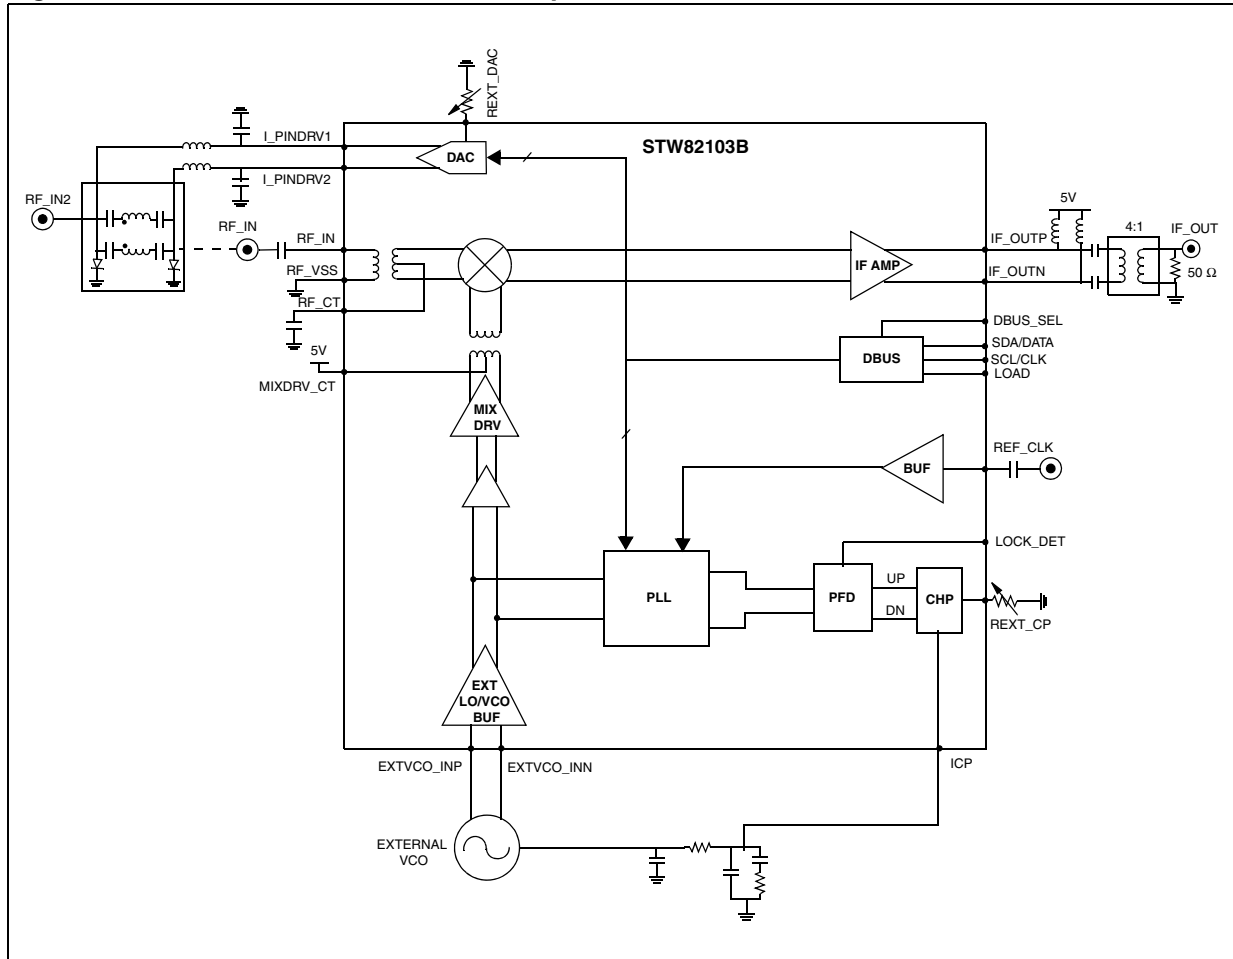 REXT_DAC
I_PINDRV1
STW82103B
DAC
I_PINDRV2
RF_IN2
5V
RF_IN
RF_IN
4:1
IF_OUT
IF_OUTP
RF_VSS
IF AMP
IF_OUTN
50 Ω
RF_CT
DBUS_SEL
5V
SDA/DATA
DBUS
SCL/CLK
LOAD
MIXDRV_CT
MIX
DRV
REF_CLK
BUF
LOCK_DET
UP
PLL
PFD
CHP
DN
REXT_CP
EXT
LO/VCO
BUF
EXTVCO_INP
EXTVCO_INN
ICP
EXTERNAL
VCO